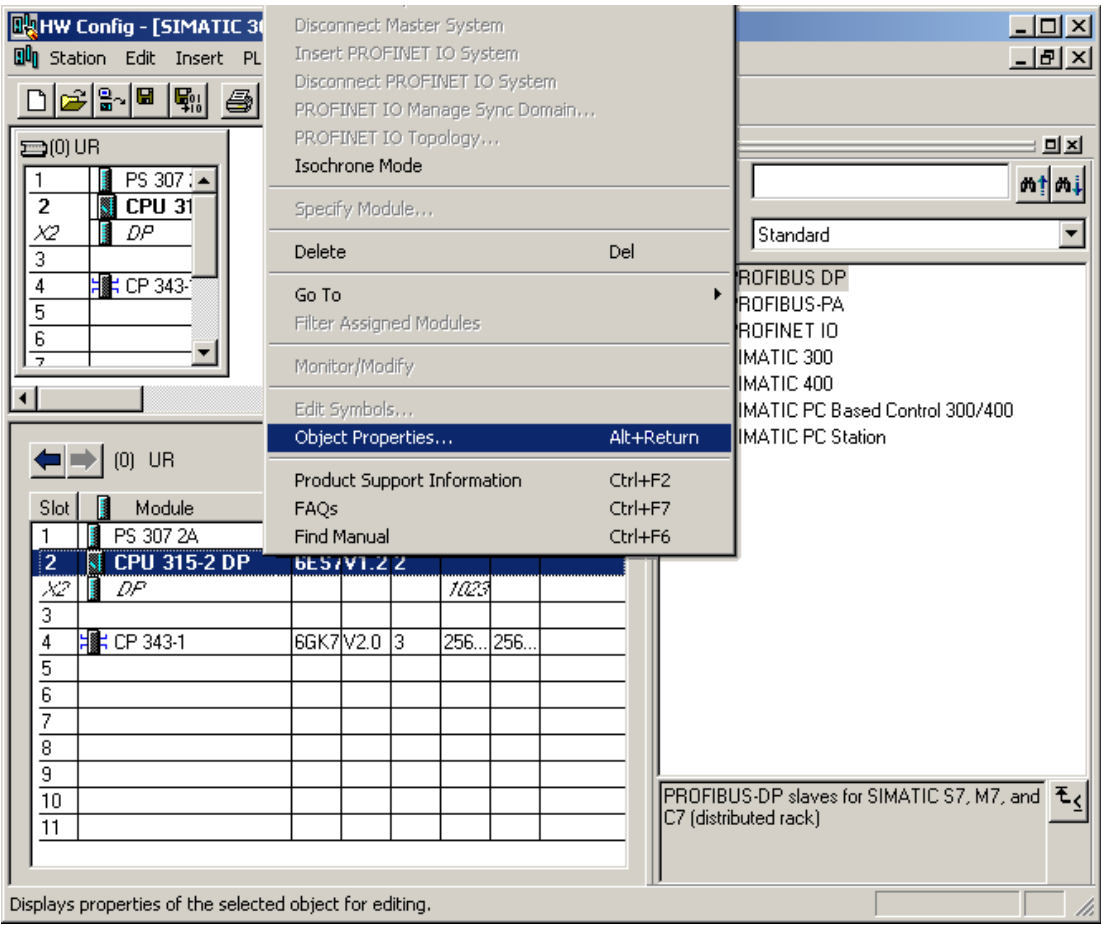 HW Config - [SIMATIC 30
Station Edit Insert PL
Disconnect Master System
Insert PROFINET IO System
Disconnect PROFINET IO System
PROFINET IO Manage Sync Domain...
PROFINET IO Topology...
Isochrone Mode
Specify Module...
Delete Del
Go To
Filter Assigned Modules
Monitor/Modify
Edit Symbols...
Object Properties... Alt+Return
Product Support Information Ctrl+F2
FAQs Ctrl+F7
Find Manual Ctrl+F6
(0) UR
1 PS 307 2
2 CPU 31
X2 DP
3
4 CP 343-1
5
6
7
Standard
PROFIBUS DP
PROFIBUS-PA
PROFINET IO
IMATIC 300
IMATIC 400
IMATIC PC Based Control 300/400
IMATIC PC Station
(0) UR
Slot Module
1 PS 307 2A
2 CPU 315-2 DP 6ES7 V1.2 2
X2 DP 1023
3
4 CP 343-1 6GK7 V2.0 3 256... 256...
5
6
7
8
9
10
11
PROFIBUS-DP slaves for SIMATIC S7, M7, and
C7 (distributed rack)
Displays properties of the selected object for editing.